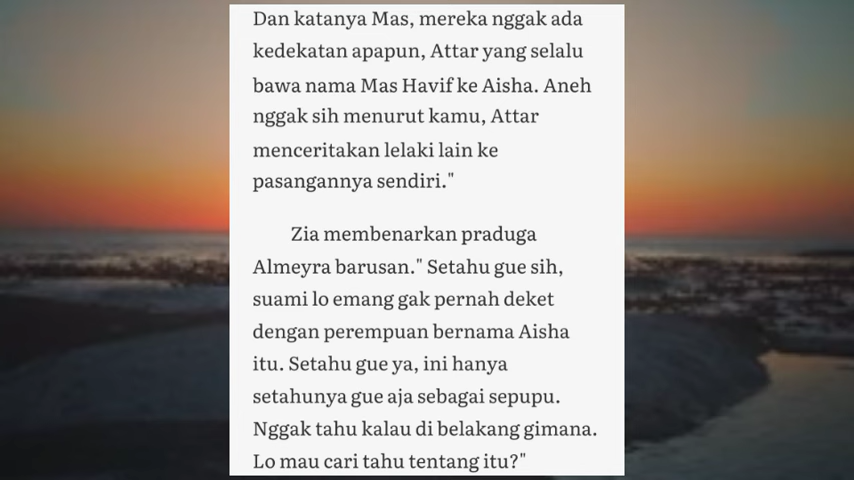 Dan katanya Mas, mereka nggak ada
kedekatan apapun, Attar yang selalu
bawa nama Mas Havif ke Aisha. Aneh
nggak sih menurut kamu, Attar
menceritakan lelaki lain ke
pasangannya sendiri."
Zia membenarkan praduga
Almeyra barusan." Setahu gue sih,
suami lo emang gak pernah deket
dengan perempuan bernama Aisha
itu. Setahu gue ya, ini hanya
setahunya gue aja sebagai sepupu.
Nggak tahu kalau di belakang gimana.
Lo mau cari tahu tentang itu?"